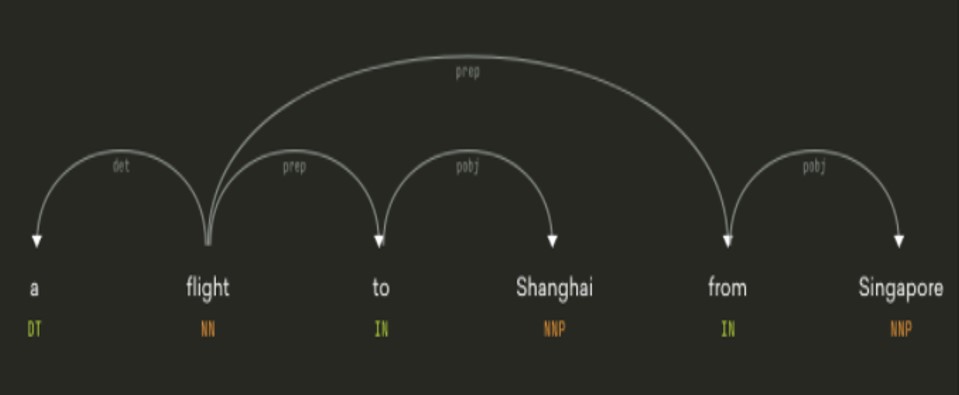 prep
det prep pobj pobj
a flight to Shanghai from Singapore
DT NN IN NNP IN NNP